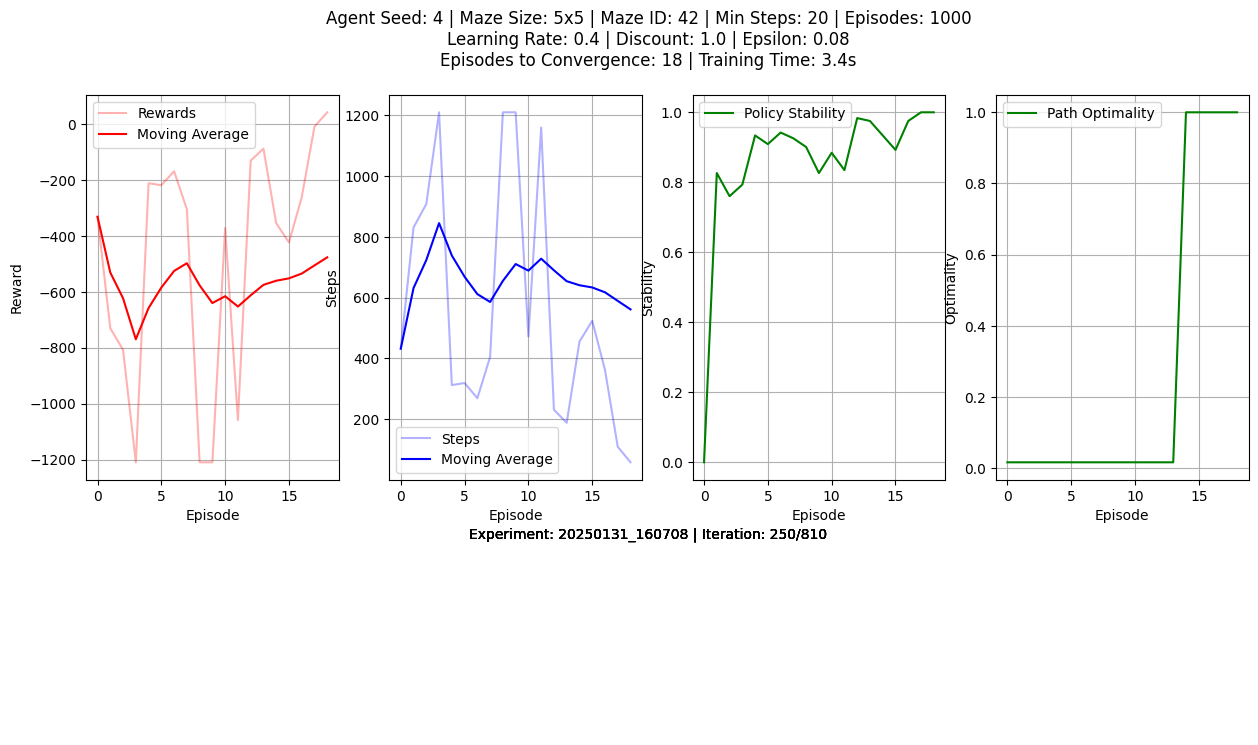 Agent Seed: 4 | Maze Size: 5x5 | Maze ID: 42 | Min Steps: 20 | Episodes: 1000
Learning Rate: 0.4 | Discount: 1.0 | Epsilon: 0.08
Episodes to Convergence: 18 | Training Time: 3.4s
Rewards
Moving Average
0
−200
−400
−600
−800
−1000
−1200
Reward
0
5
10
15
Episode
1200
1000
800
600
400
200
Steps
Steps
Moving Average
0
5
10
15
Episode
Policy Stability
1.0
0.8
0.6
0.4
0.2
0.0
Stability
0
5
10
15
Episode
Path Optimality
1.0
0.8
0.6
0.4
0.2
0.0
Optimality
0
5
10
15
Episode
Experiment: 20250131_160708 | Iteration: 250/810